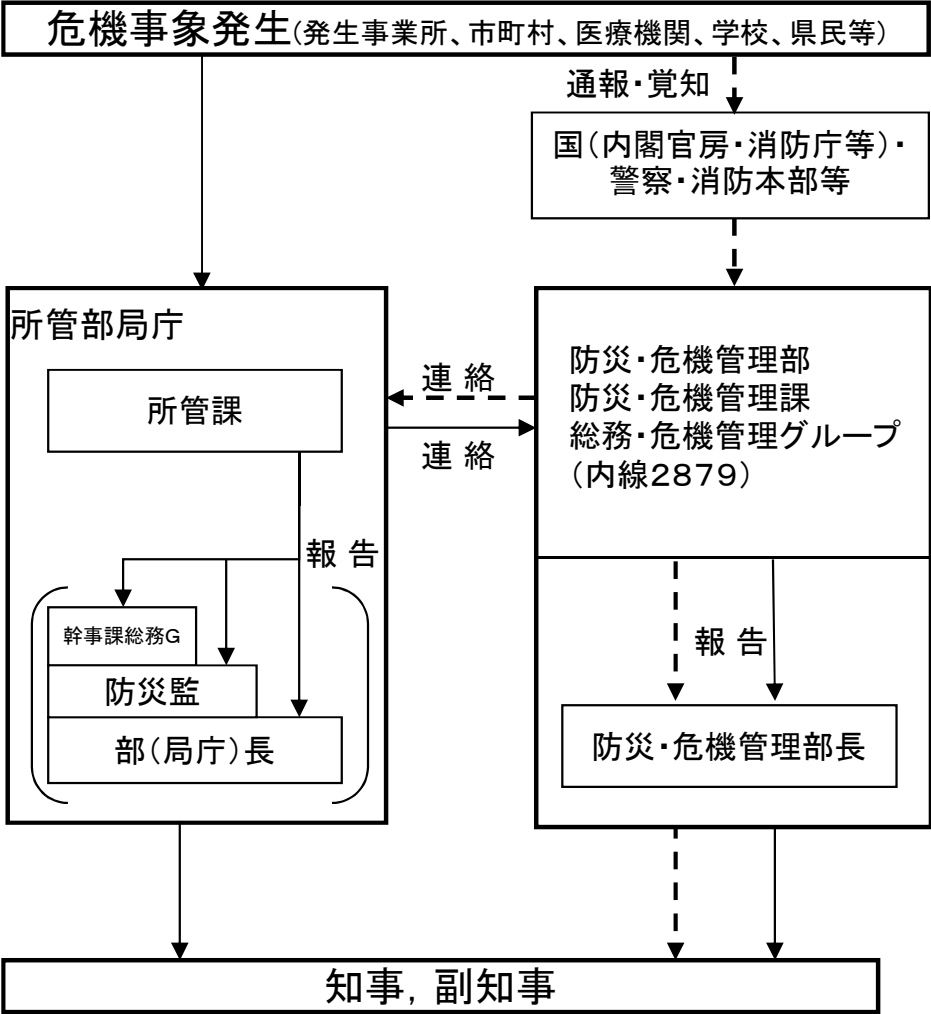 危機事象発生(発生事業所、市町村、医療機関、学校、県民等)
通報・覚知
国(内閣官房・消防庁等)・
警察・消防本部等
所管部局庁
所管課
報 告
幹事課総務G
防災監
部(局庁)長
連 絡
連 絡
防災・危機管理部
防災・危機管理課
総務・危機管理グループ
(内線2879)
報 告
防災・危機管理部長
知事，副知事